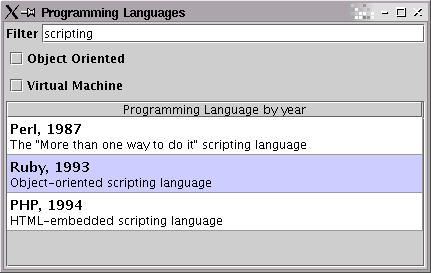 Programming Languages
Filter scripting
Object Oriented
Virtual Machine
Programming Language by year
Perl, 1987
The "More than one way to do it" scripting language
Ruby, 1993
Object-oriented scripting language
PHP, 1994
HTML-embedded scripting language